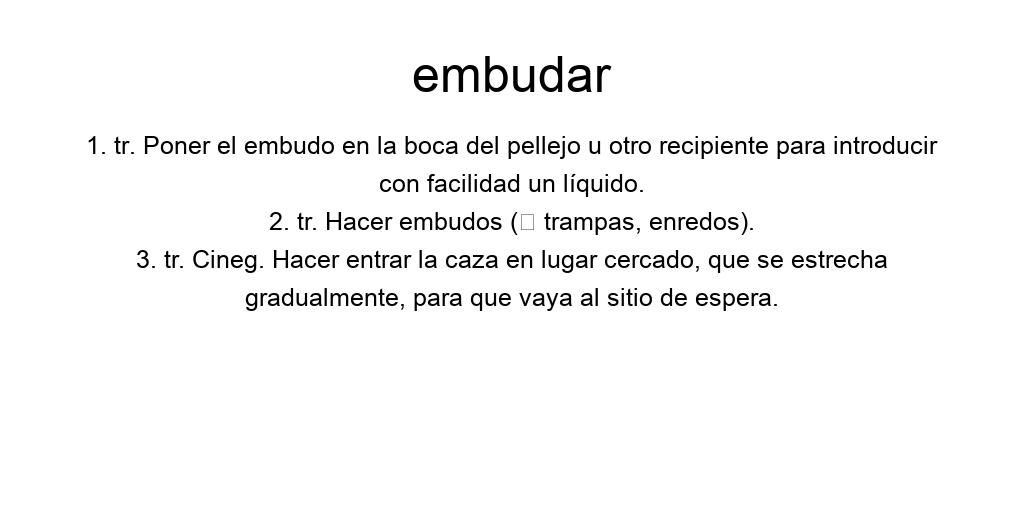 embudar
1. tr. Poner el embudo en la boca del pellejo u otro recipiente para introducir
con facilidad un líquido.
2. tr. Hacer embudos (□ trampas, enredos).
3. tr. Cineg. Hacer entrar la caza en lugar cercado, que se estrecha
gradualmente, para que vaya al sitio de espera.